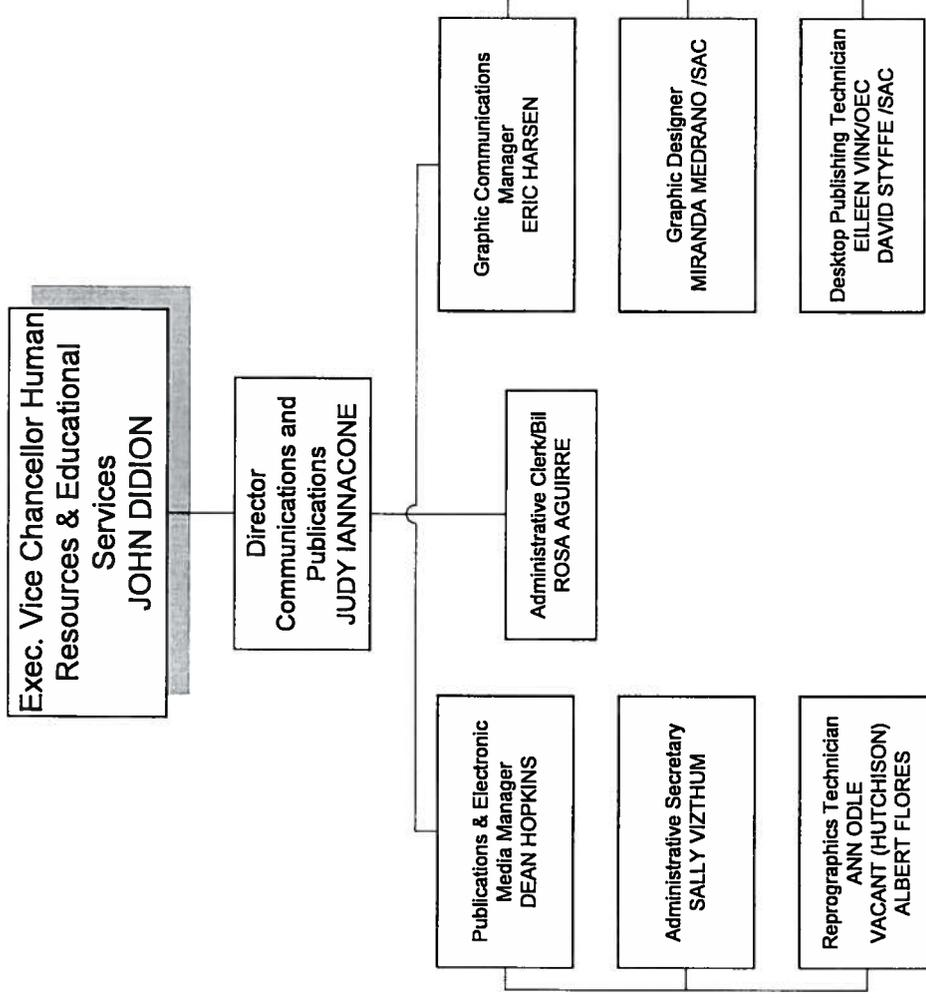 Exec. Vice Chancellor Human
Resources & Educational
Services
JOHN DIDION
Director
Communications and
Publications
JUDY IANNACONE
Publications & Electronic
Media Manager
DEAN HOPKINS
Graphic Communications
Manager
ERIC HARSEN
Administrative Clerk/Bil
ROSA AGUIRRE
Administrative Secretary
SALLY VIZTHUM
Graphic Designer
MIRANDA MEDRANO /SAC
Reprographics Technician
ANN ODLE
VACANT (HUTCHISON)
ALBERT FLORES
Desktop Publishing Technician
EILEEN VINK/OEC
DAVID STYFFE /SAC